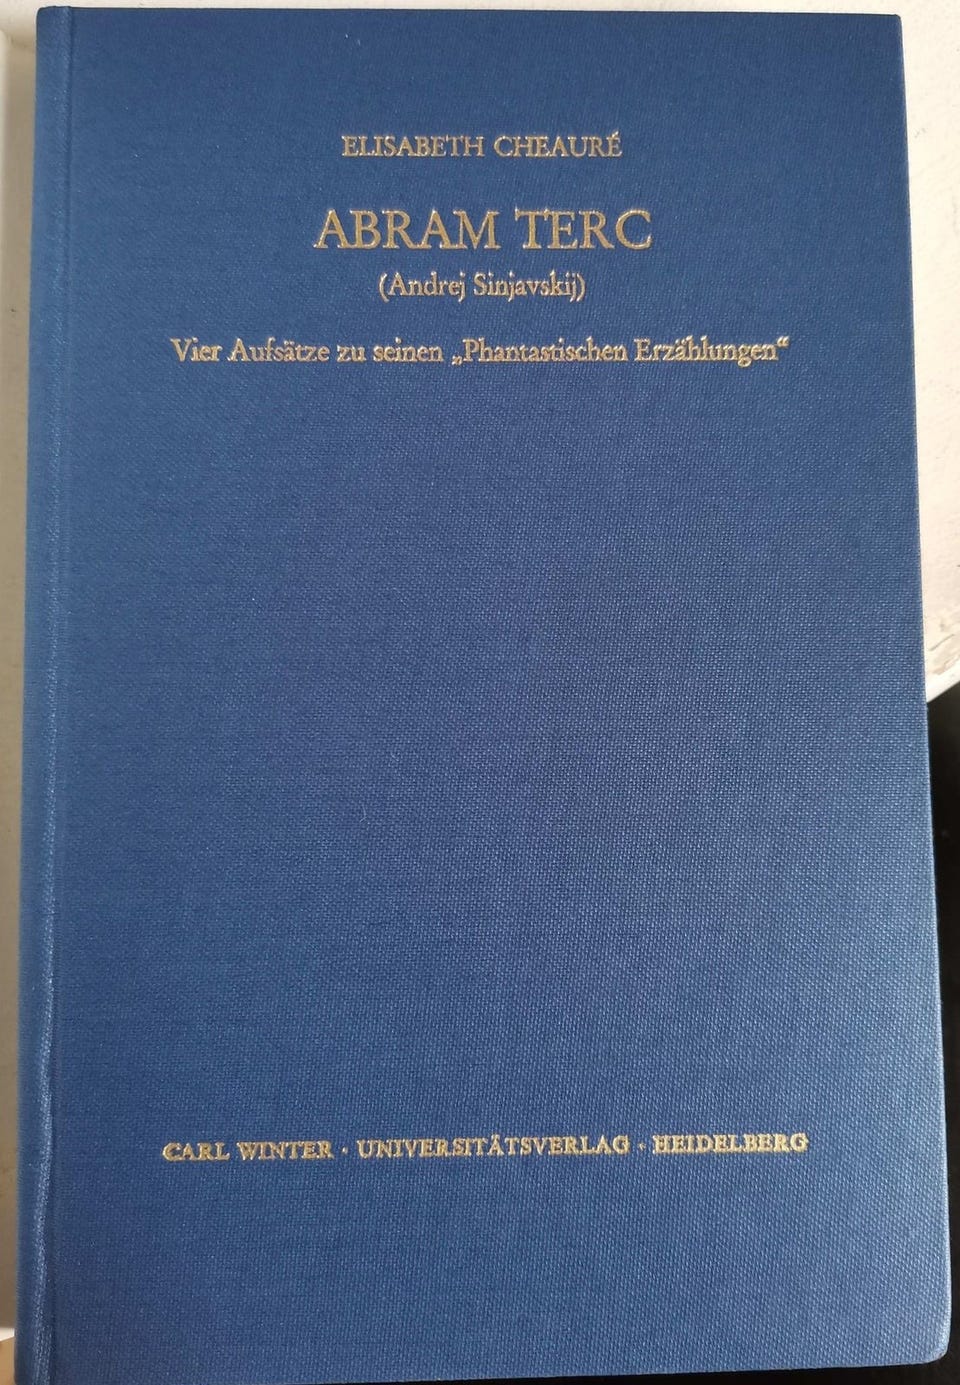 ELISABETH CHEAURÉ
ABRAM TERC
(Andrej Sinjavskij)
Vier Aufsätze zu seinen „Phantastischen Erzählungen“
CARL WINTER · UNIVERSITÄTSVERLAG · HEIDELBERG